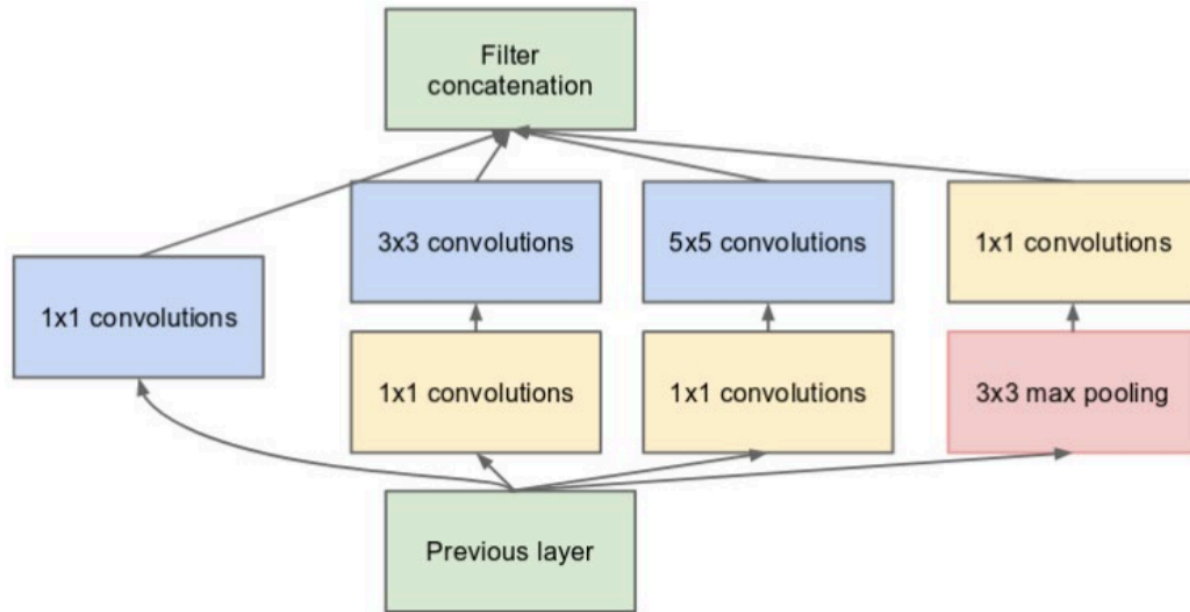 Filter
concatenation
3x3 convolutions
5x5 convolutions
1x1 convolutions
1x1 convolutions
1x1 convolutions
1x1 convolutions
3x3 max pooling
Previous layer